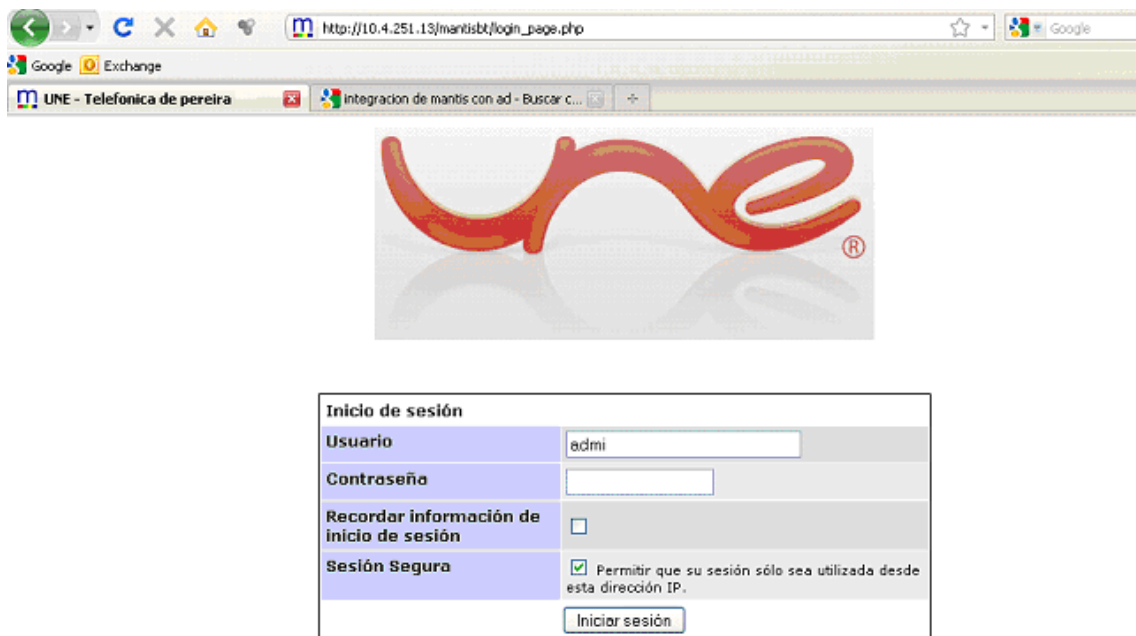 http://10.4.251.13/mantisbt/login_page.php
Google
Google Exchange
UNE - Telefonica de pereira
integracion de mantis con ad - Buscar c...
une®
Inicio de sesión
Usuario admi
Contraseña
Recordar información de
inicio de sesión
Sesión Segura
Permitir que su sesión sólo sea utilizada desde
esta dirección IP.
Iniciar sesión